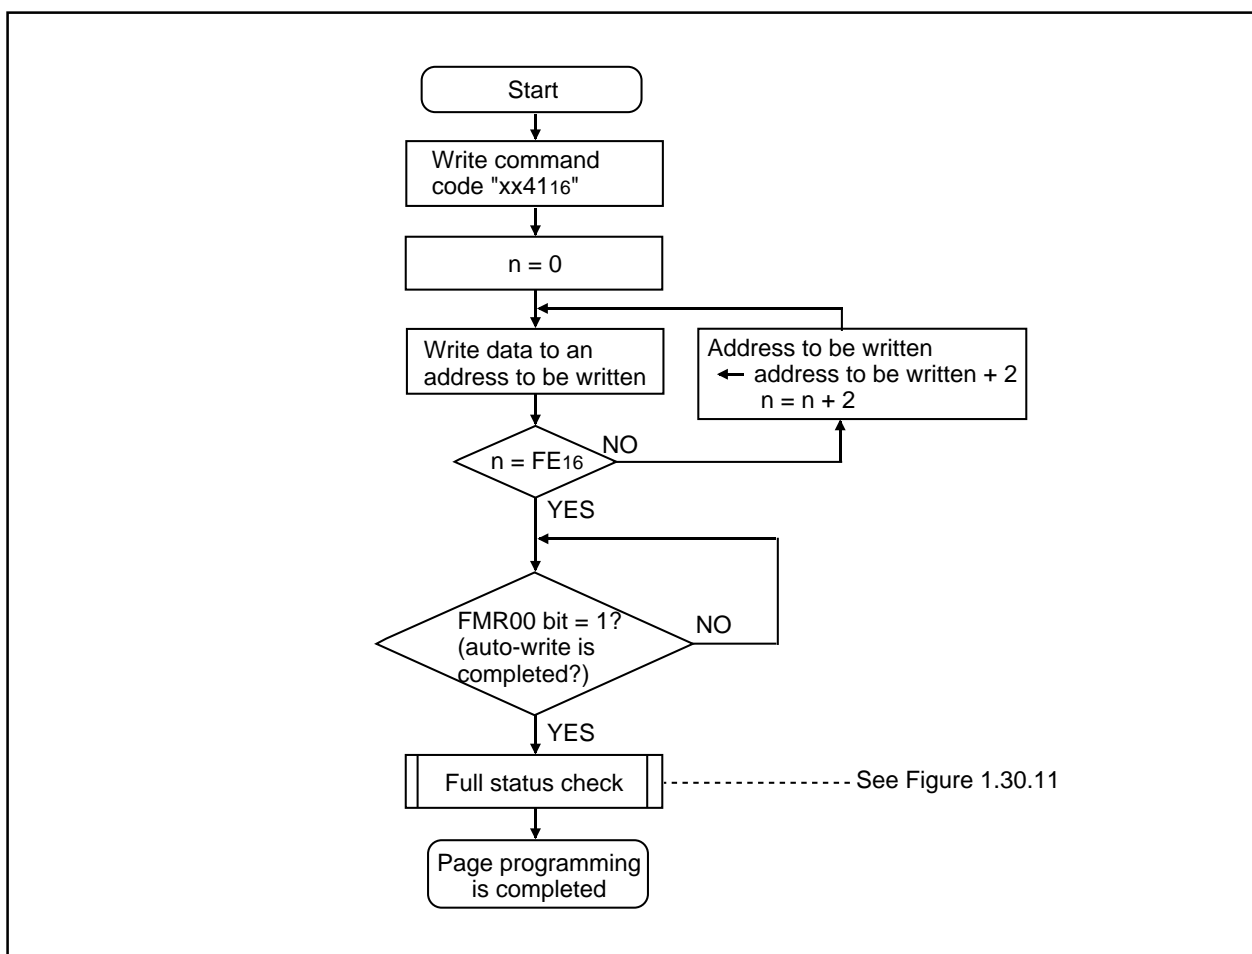 Start
Write command
code "xx4116"
n = 0
Write data to an
address to be written
Address to be written
← address to be written + 2
n = n + 2
n = FE16
NO
YES
FMR00 bit = 1?
(auto-write is
completed?)
NO
YES
Full status check
See Figure 1.30.11
Page programming
is completed